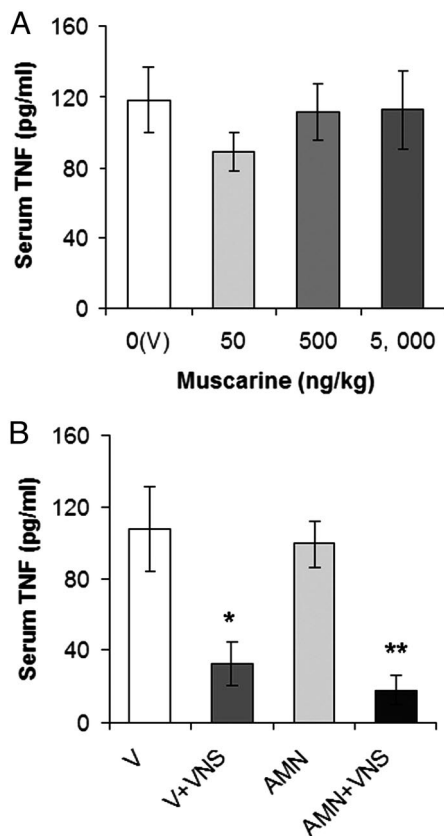 A
160
120
80
40
0
Serum TNF (pg/ml)
0(V) 50 500 5, 000
Muscarine (ng/kg)
B
160
120
80
40
0
Serum TNF (pg/ml)
*
**
V V+VNS AMN AMN+VNS